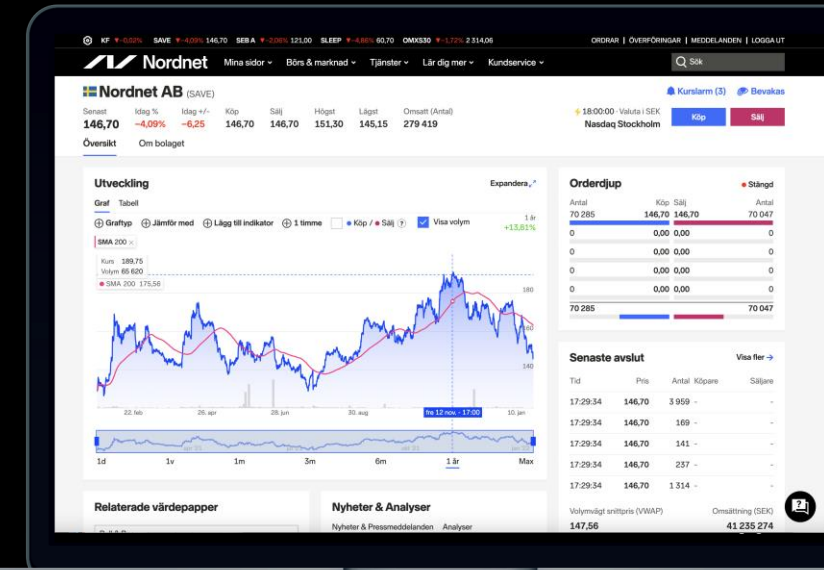 KF ▼-0,02% SAVE ▼-4,09% 146,70 SEB A ▼-2,06% 121,00 SLEEP ▼-4,86% 60,70 OMXS30 ▼-1,72% 2 314,06 ORDRAR | ÖVERFÖRINGAR | MEDDELANDEN | LOGGA UT
Nordnet Mina sidor Börs & marknad Tjänster Lär dig mer Kundservice Sök
Nordnet AB (SAVE) Kurslarm (3) Bevakas
Senast Idag % Idag +/- Köp Sälj Högst Lägst Omsatt (Antal) 18:00:00 · Valuta i SEK
146,70 -4,09% -6,25 146,70 146,70 151,30 145,15 279 419 Nasdaq Stockholm Köp Sälj
Översikt Om bolaget
Utveckling Expandera
Graf Tabell
Graftyp Jämför med Lägg till indikator 1 timme Köp / Sälj ? Visa volym 1 år
+13,61%
SMA 200 ×
Kurs 189,75
Volym 65 620
SMA 200 175,56
180
160
140
22. feb 26. apr 28. jun 30. aug fre 12 nov. - 17:00 10. jan
1d 1v 1m 3m 6m 1 år Max
Orderdjup Stängd
Antal Köp Sälj Antal
70 285 146,70 146,70 70 047
0 0,00 0,00 0
0 0,00 0,00 0
0 0,00 0,00 0
0 0,00 0,00 0
70 285 70 047
Senaste avslut Visa fler →
Tid Pris Antal Köpare Säljare
17:29:34 146,70 3 959 - -
17:29:34 146,70 169 - -
17:29:34 146,70 141 - -
17:29:34 146,70 237 - -
17:29:34 146,70 1 314 - -
Volymvägt snittpris (VWAP) Omsättning (SEK)
147,56 41 235 274
Relaterade värdepapper Nyheter & Analyser
Nyheter & Pressmeddelanden Analyser